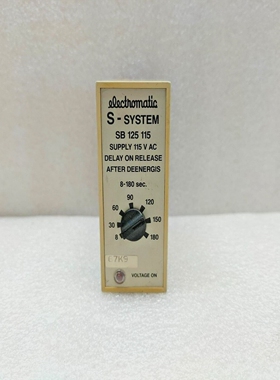 electromatic
S - SYSTEM
SB 125 115
SUPPLY 115 V AC
DELAY ON RELEASE
AFTER DEENERGIS
8-180 sec.
90
60 120
30 150
8 180
VOLTAGE ON